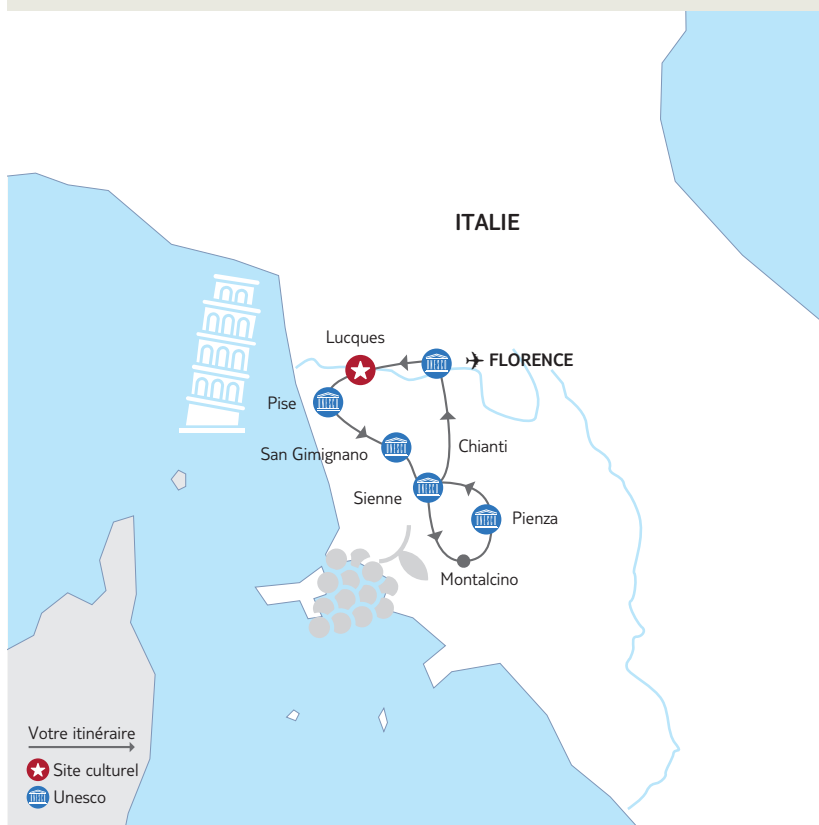 ITALIE
Lucques
FLORENCE
Pise
San Gimignano
Chianti
Sienne
Pienza
Montalcino
Votre itinéraire
Site culturel
Unesco